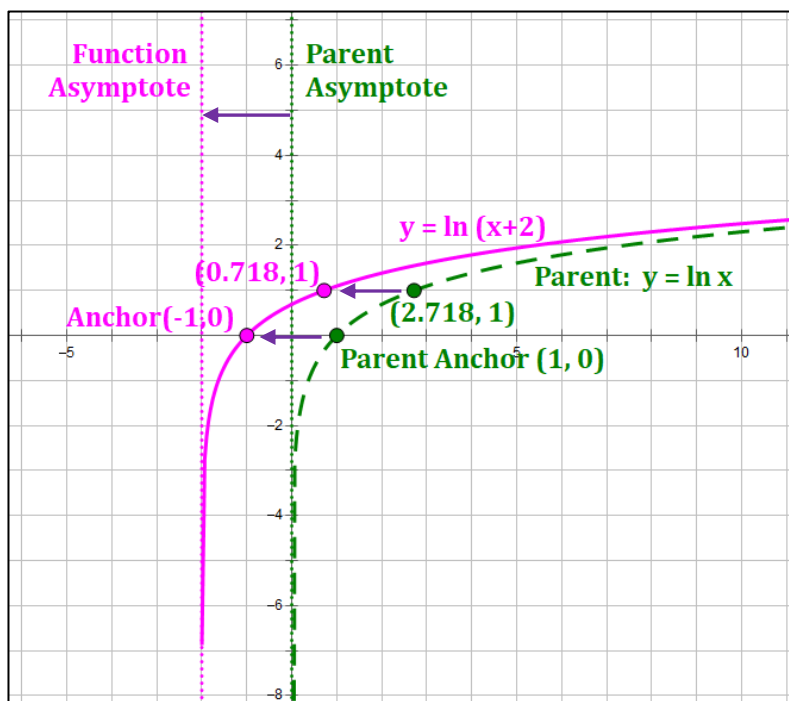 Function
Asymptote
Parent
Asymptote
6
4
y = ln (x+2)
2
(0.718, 1)
Parent:  y = ln x
(2.718, 1)
Anchor(-1,0)
-5
5
10
Parent Anchor (1, 0)
-2
-4
-6
-8